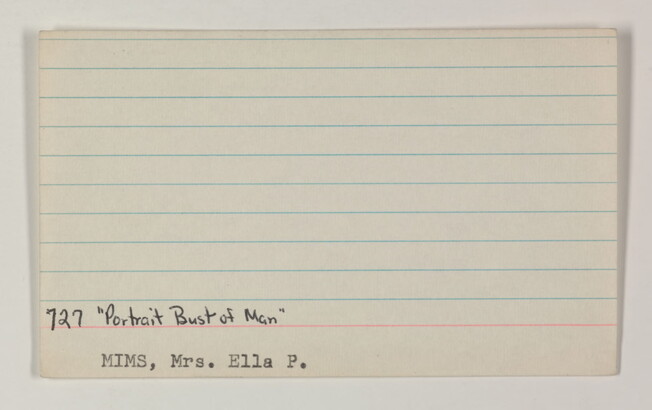 727 "Portrait Bust of Man"
MIMS, Mrs. Ella P.